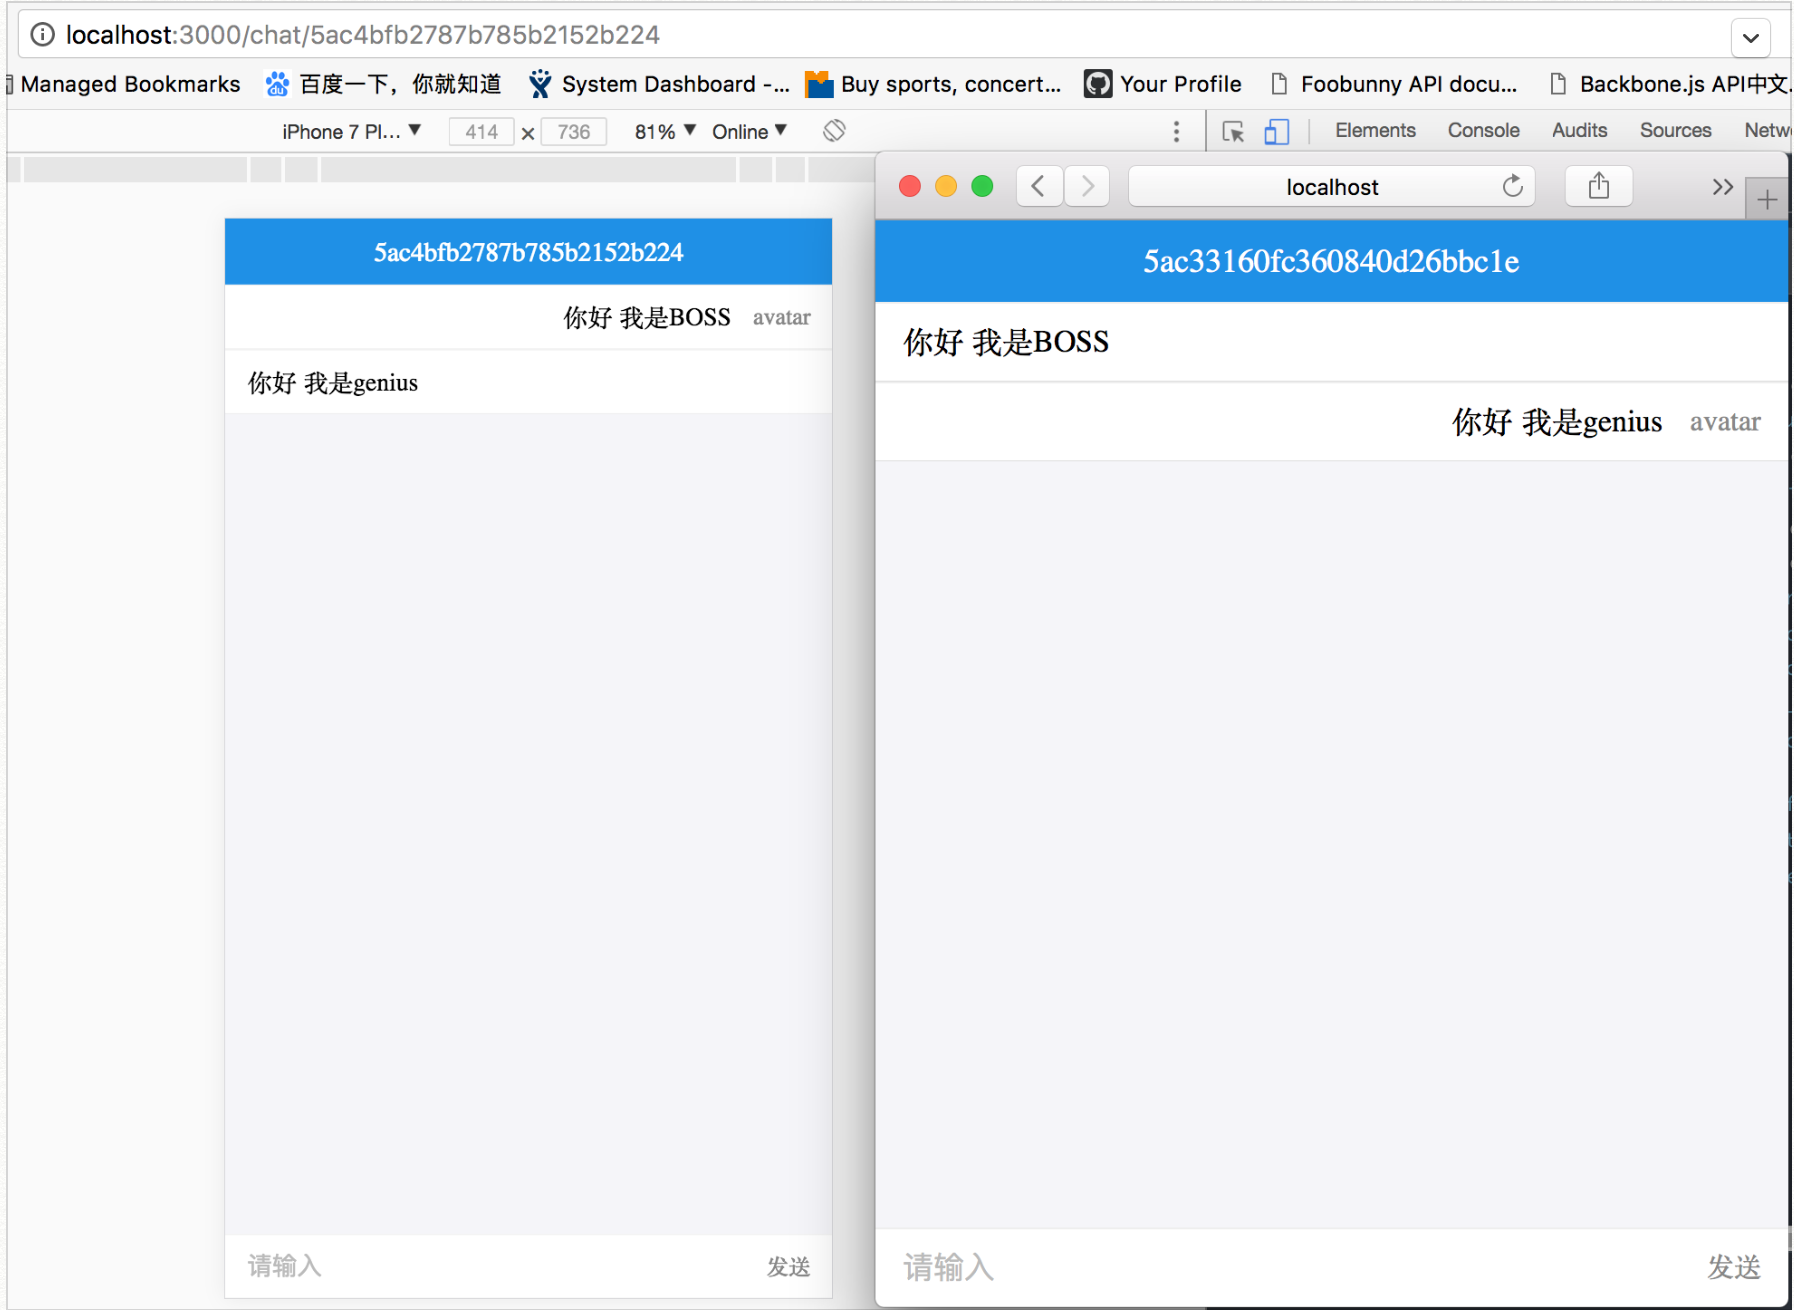 localhost:3000/chat/5ac4bfb2787b785b2152b224
Managed Bookmarks 百度一下，你就知道 System Dashboard -... Buy sports, concert... Your Profile Foobunny API docu... Backbone.js API中文
iPhone 7 Pl... 414 × 736 81% Online Elements Console Audits Sources Netw
localhost
5ac4bfb2787b785b2152b224
你好 我是BOSS avatar
你好 我是genius
请输入 发送
5ac33160fc360840d26bbc1e
你好 我是BOSS
你好 我是genius avatar
请输入 发送